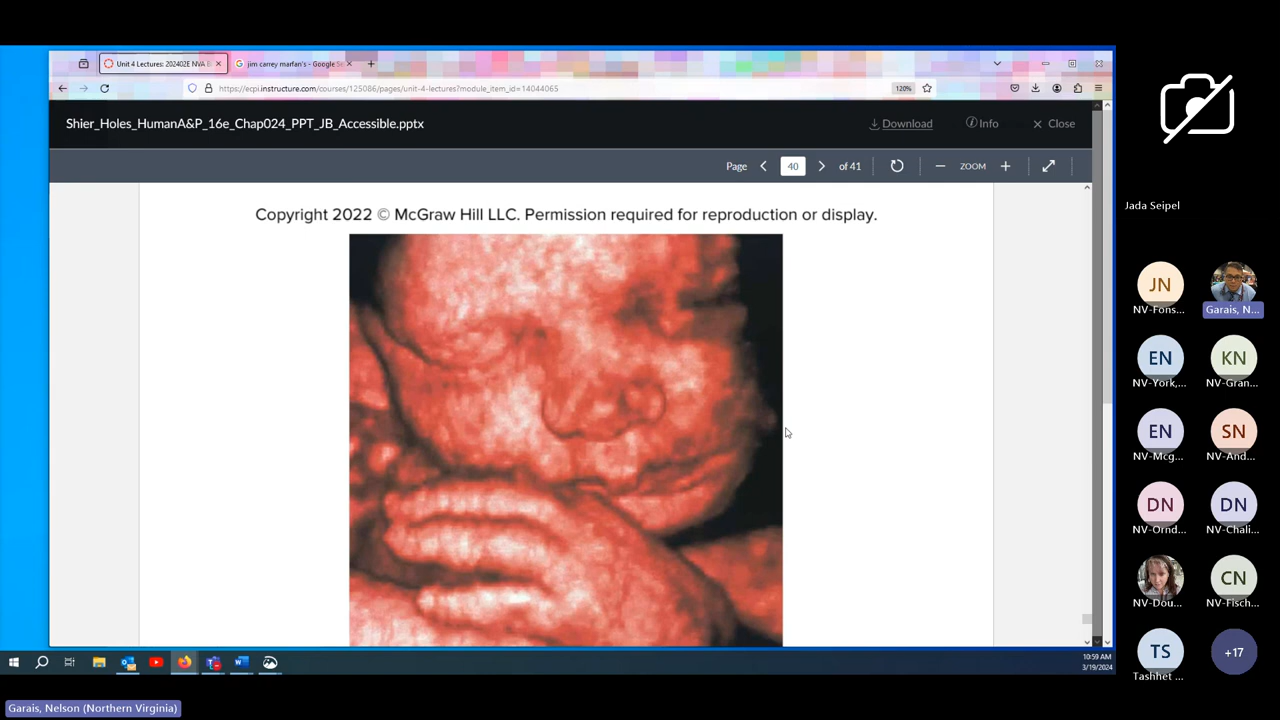 Unit 4 Lectures: 202402E NVA
jim carrey marfan's - Google Se
https://ecpi.instructure.com/courses/125086/pages/unit-4-lectures?module_item_id=14044065
120%
Shier_Holes_HumanA&P_16e_Chap024_PPT_JB_Accessible.pptx
Download
Info
Close
Page
40
of 41
ZOOM
Copyright 2022 © McGraw Hill LLC. Permission required for reproduction or display.
Jada Seipel
JN
NV-Fons...
Garais, N...
EN
NV-York,...
KN
NV-Gran...
EN
NV-Mcg...
SN
NV-And...
DN
NV-Ornd...
DN
NV-Chali...
NV-Dou...
CN
NV-Fisch...
TS
Tashhet ...
+17
10:59 AM
3/19/2024
Garais, Nelson (Northern Virginia)